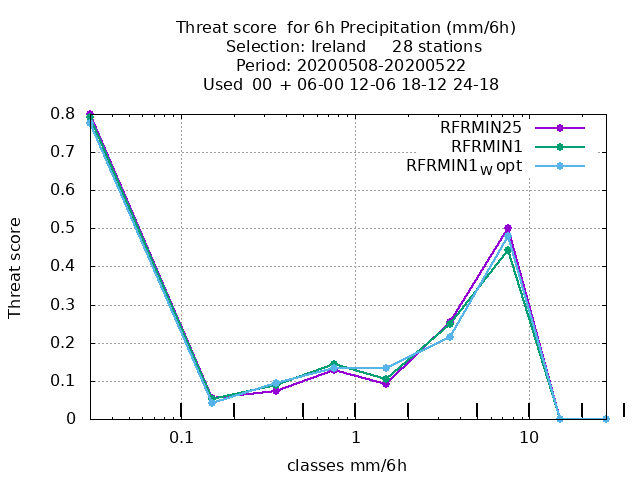 Threat score  for 6h Precipitation (mm/6h)
Selection: Ireland     28 stations
Period: 20200508-20200522
Used  00  + 06-00 12-06 18-12 24-18
RFRMIN25
RFRMIN1
RFRMIN1W opt
0.8
0.7
0.6
0.5
0.4
0.3
0.2
0.1
0
Threat score
0.1 1 10
classes mm/6h